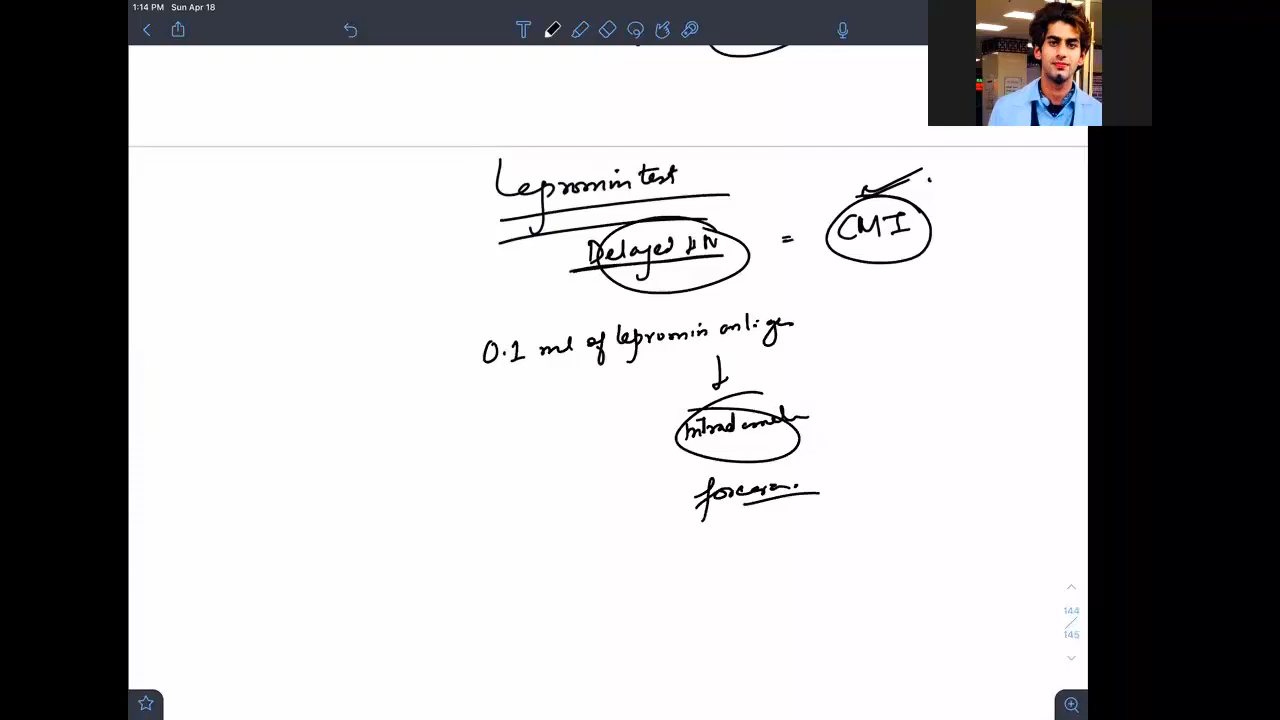 1:14 PM Sun Apr 18
T
Lepromin test
Delayed HN = CMI
0.1 ml of lepromin antigen
Intradermal
forearm.
144
145